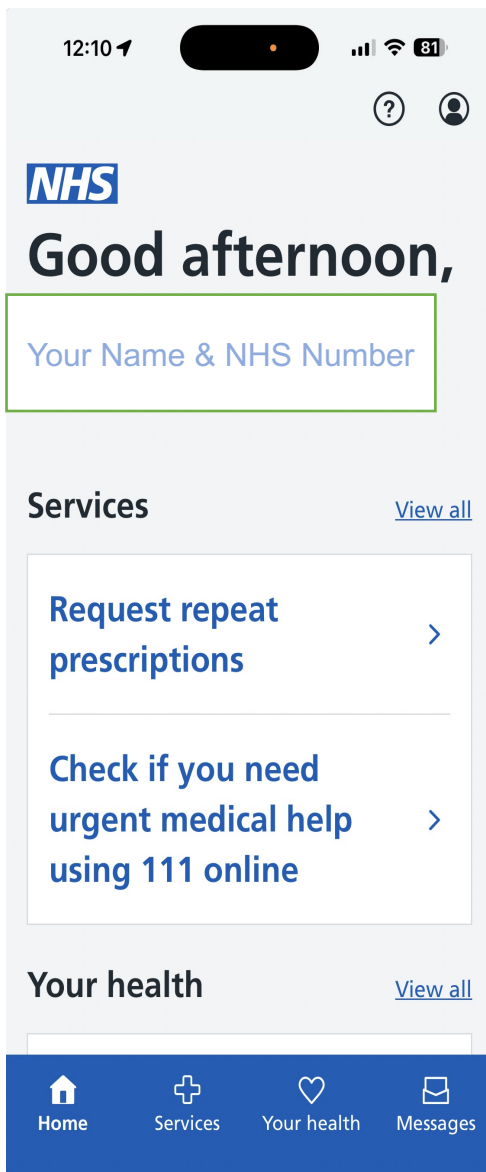 12:10
81
?
NHS
Good afternoon,
Your Name & NHS Number
Services
View all
Request repeat
prescriptions
Check if you need
urgent medical help
using 111 online
Your health
View all
Home
Services
Your health
Messages